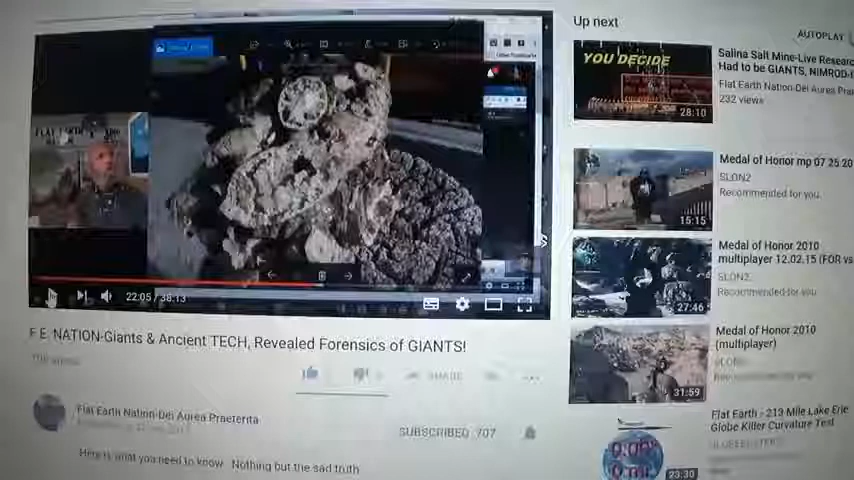 Up next
AUTOPLAY
YOU DECIDE
28:10
Salina Salt Mine-Live Researc
Had to be GIANTS, NIMROD-
Flat Earth Nation-Dei Aurea Prae
232 views
15:15
Medal of Honor mp 07 25 20
SLON2
Recommended for you
27:46
Medal of Honor 2010
multiplayer 12.02.15 (FOR vs
SLON2
Recommended for you
31:59
Medal of Honor 2010
(multiplayer)
Flat Earth - 213 Mile Lake Erie
Globe Killer Curvature Test
23:30
22:05 / 38:13
F E. NATION-Giants & Ancient TECH, Revealed Forensics of GIANTS!
SHARE
Flat Earth Nation-Dei Aurea Praeterita
SUBSCRIBED 707
Here is what you need to know Nothing but the sad truth